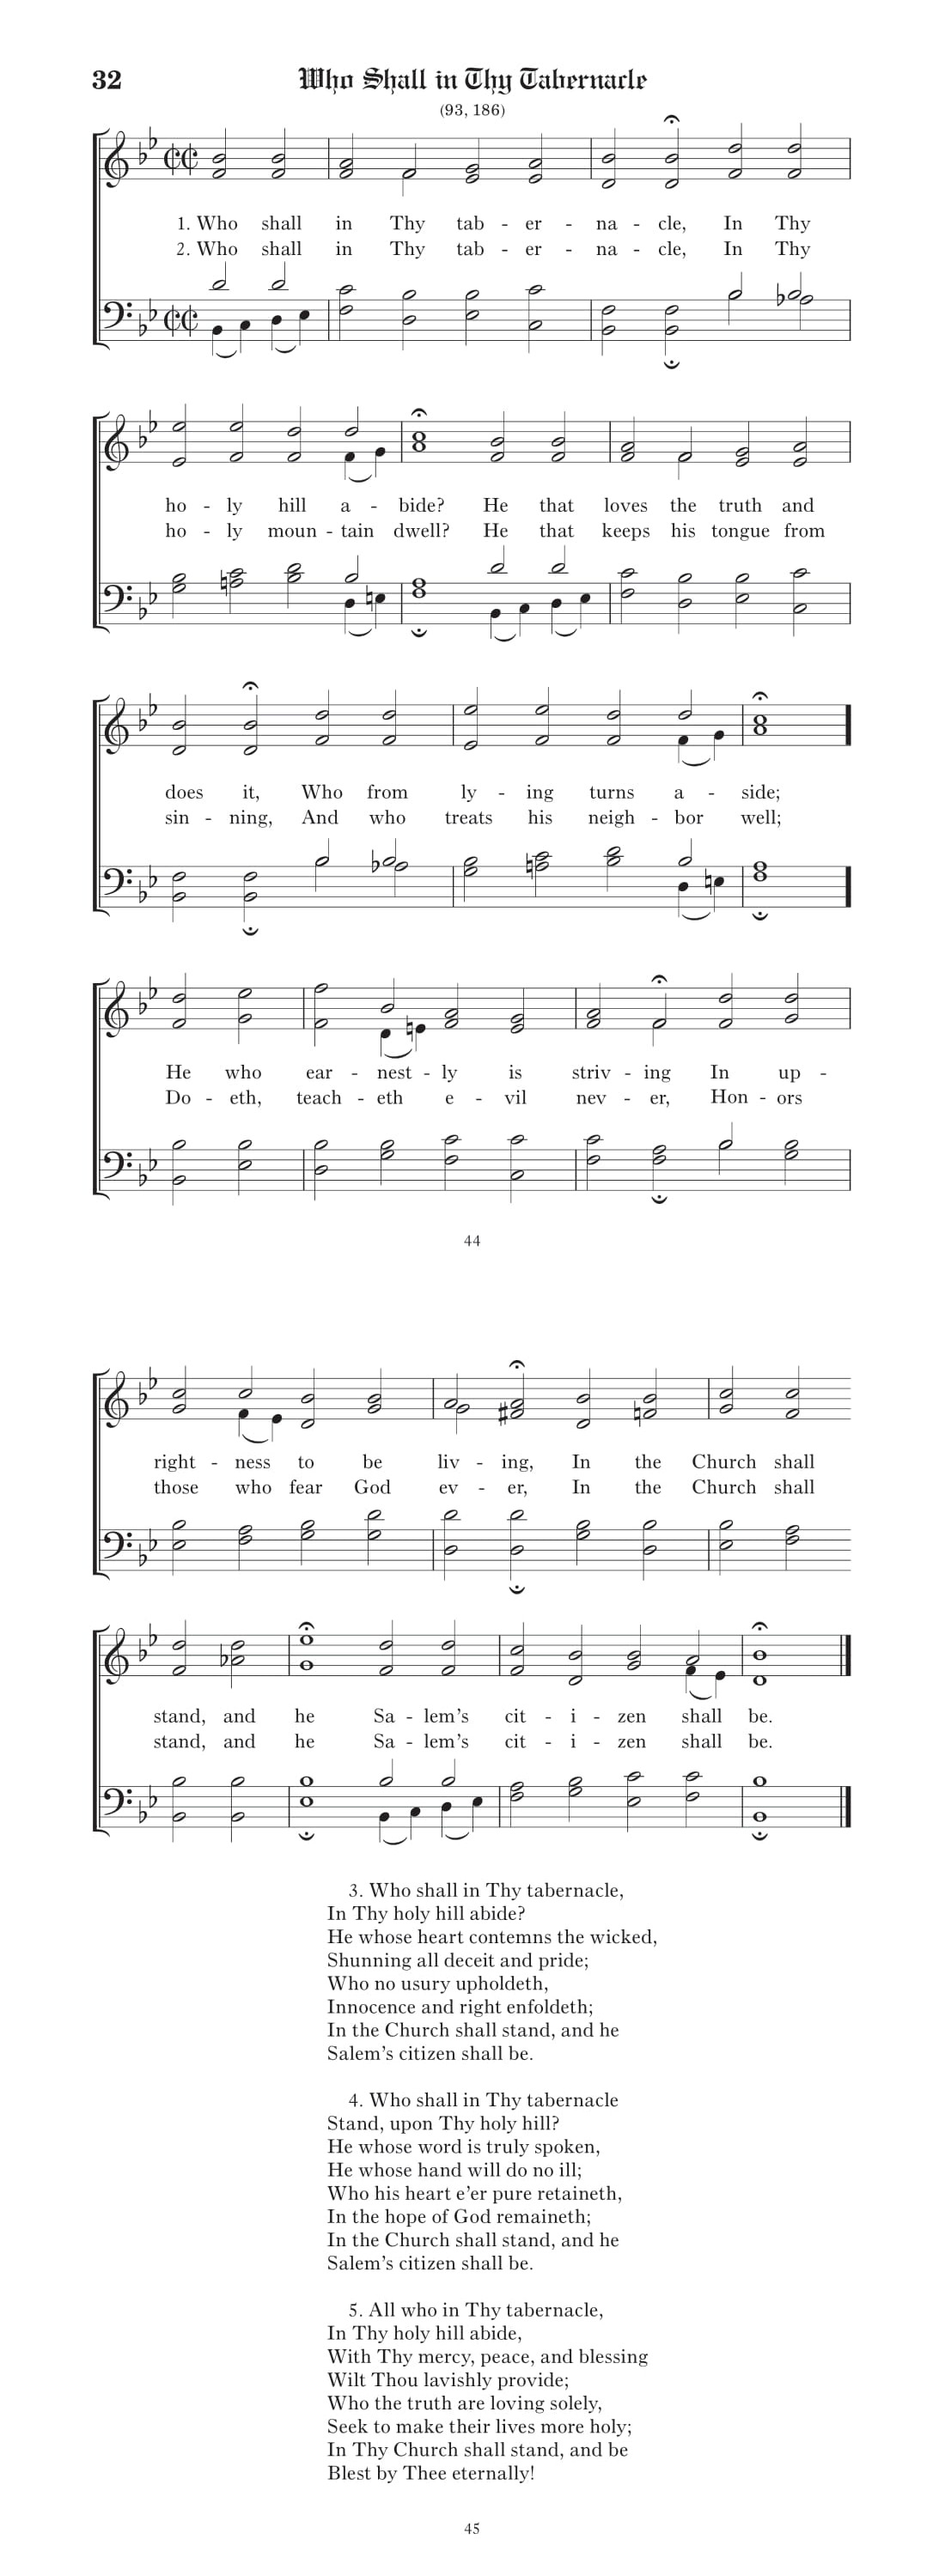 32 Who Shall in Thy Tabernacle
(93, 186)
1. Who shall in Thy tab - er - na - cle, In Thy
2. Who shall in Thy tab - er - na - cle, In Thy
ho - ly hill a - bide? He that loves the truth and
ho - ly moun - tain dwell? He that keeps his tongue from
does it, Who from ly - ing turns a - side;
sin - ning, And who treats his neigh - bor well;
He who ear - nest - ly is striv - ing In up -
Do - eth, teach - eth e - vil nev - er, Hon - ors
44
right - ness to be liv - ing, In the Church shall
those who fear God ev - er, In the Church shall
stand, and he Sa - lem's cit - i - zen shall be.
stand, and he Sa - lem's cit - i - zen shall be.
3. Who shall in Thy tabernacle,
In Thy holy hill abide?
He whose heart contemns the wicked,
Shunning all deceit and pride;
Who no usury upholdeth,
Innocence and right enfoldeth;
In the Church shall stand, and he
Salem's citizen shall be.
4. Who shall in Thy tabernacle
Stand, upon Thy holy hill?
He whose word is truly spoken,
He whose hand will do no ill;
Who his heart e'er pure retaineth,
In the hope of God remaineth;
In the Church shall stand, and he
Salem's citizen shall be.
5. All who in Thy tabernacle,
In Thy holy hill abide,
With Thy mercy, peace, and blessing
Wilt Thou lavishly provide;
Who the truth are loving solely,
Seek to make their lives more holy;
In Thy Church shall stand, and be
Blest by Thee eternally!
45